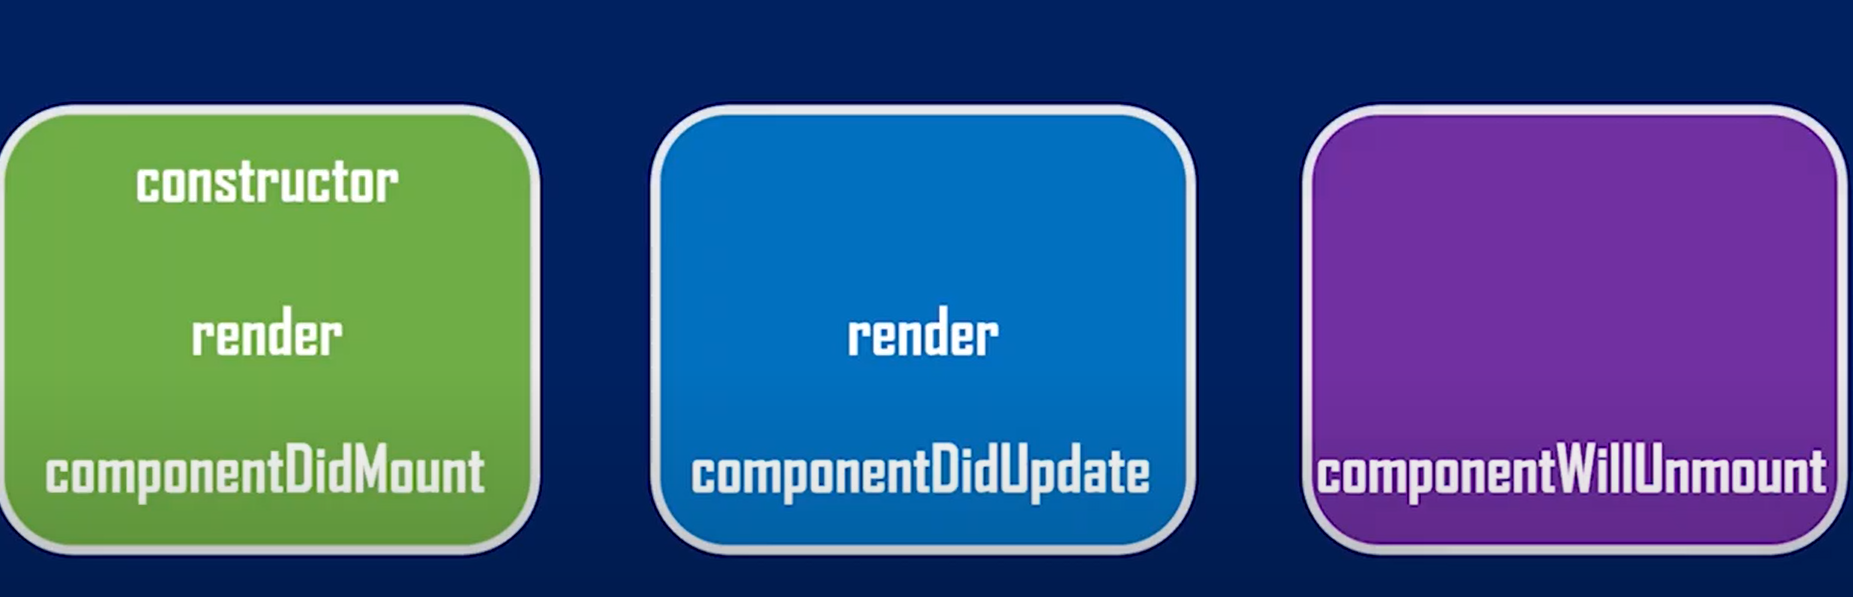 constructor
render
componentDidMount
render
componentDidUpdate
componentWillUnmount